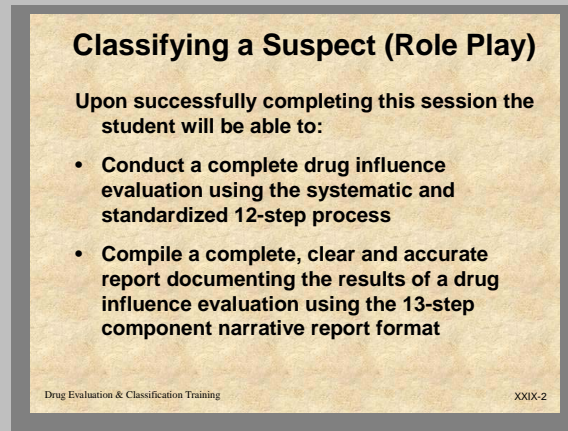 Classifying a Suspect (Role Play)
Upon successfully completing this session the
student will be able to:
• Conduct a complete drug influence
evaluation using the systematic and
standardized 12-step process
• Compile a complete, clear and accurate
report documenting the results of a drug
influence evaluation using the 13-step
component narrative report format
Drug Evaluation & Classification Training
XXIX-2